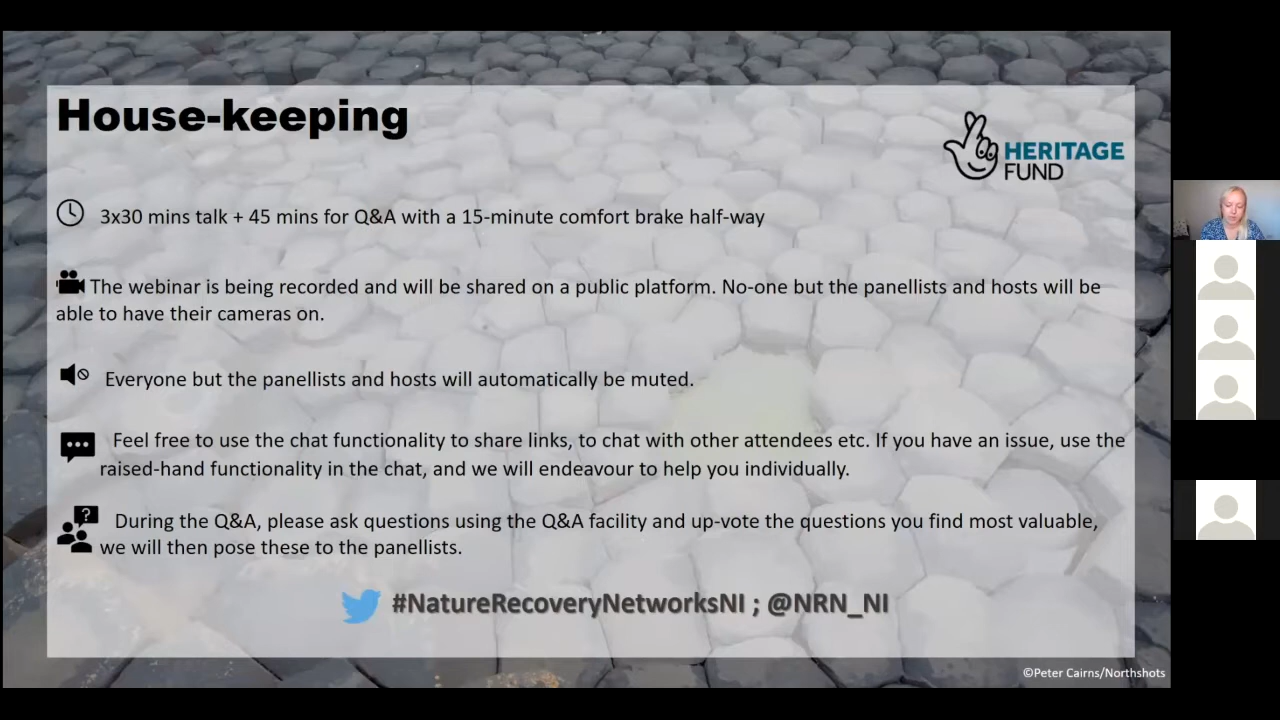 House-keeping
HERITAGE
FUND
3x30 mins talk + 45 mins for Q&A with a 15-minute comfort brake half-way
The webinar is being recorded and will be shared on a public platform. No-one but the panellists and hosts will be
able to have their cameras on.
Everyone but the panellists and hosts will automatically be muted.
Feel free to use the chat functionality to share links, to chat with other attendees etc. If you have an issue, use the
raised-hand functionality in the chat, and we will endeavour to help you individually.
?
During the Q&A, please ask questions using the Q&A facility and up-vote the questions you find most valuable,
we will then pose these to the panellists.
#NatureRecoveryNetworksNI ; @NRN_NI
©Peter Cairns/Northshots